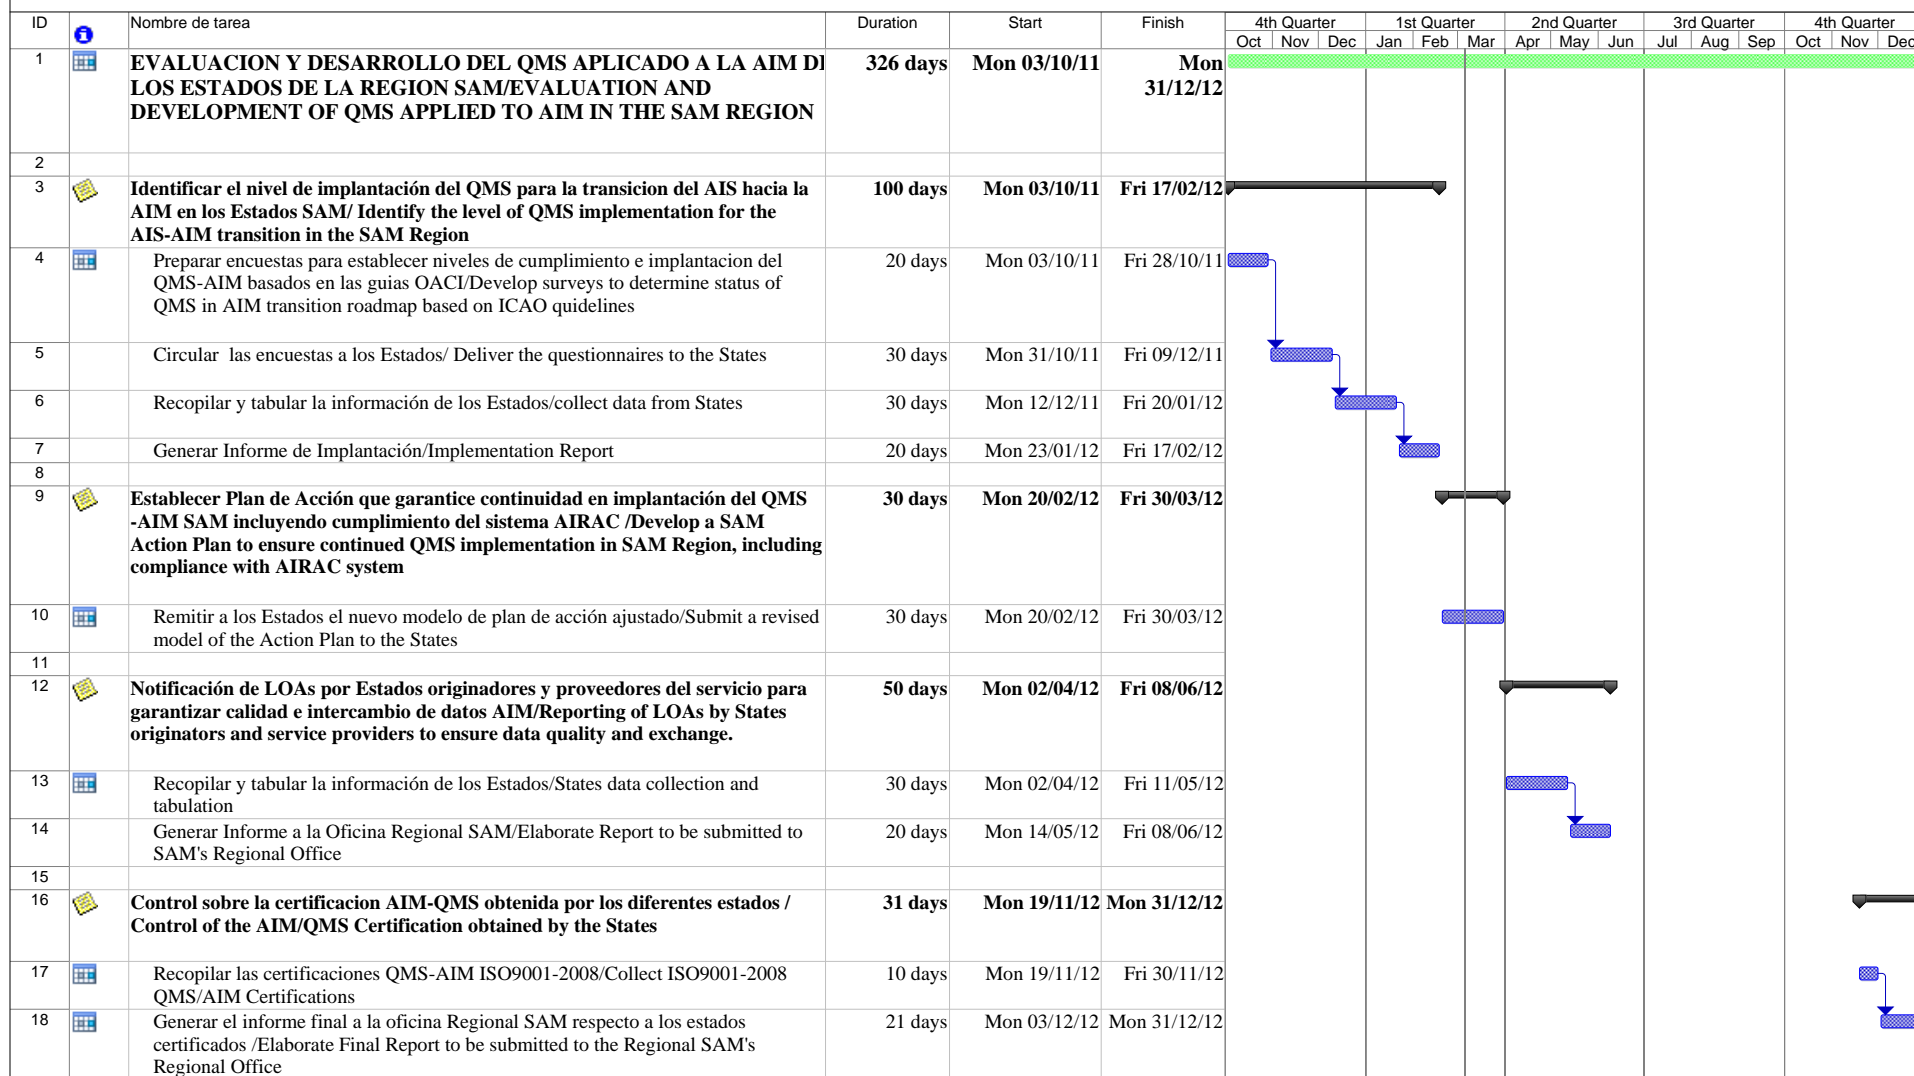 ID Nombre de tarea Duration Start Finish 4th Quarter 1st Quarter 2nd Quarter 3rd Quarter 4th Quarter
Oct Nov Dec Jan Feb Mar Apr May Jun Jul Aug Sep Oct Nov Dec
1 EVALUACION Y DESARROLLO DEL QMS APLICADO A LA AIM DE 326 days Mon 03/10/11 Mon
LOS ESTADOS DE LA REGION SAM/EVALUATION AND 31/12/12
DEVELOPMENT OF QMS APPLIED TO AIM IN THE SAM REGION
2
3 Identificar el nivel de implantación del QMS para la transicion del AIS hacia la 100 days Mon 03/10/11 Fri 17/02/12
AIM en los Estados SAM/ Identify the level of QMS implementation for the
AIS-AIM transition in the SAM Region
4 Preparar encuestas para establecer niveles de cumplimiento e implantacion del 20 days Mon 03/10/11 Fri 28/10/11
QMS-AIM basados en las guias OACI/Develop surveys to determine status of
QMS in AIM transition roadmap based on ICAO quidelines
5 Circular las encuestas a los Estados/ Deliver the questionnaires to the States 30 days Mon 31/10/11 Fri 09/12/11
6 Recopilar y tabular la información de los Estados/collect data from States 30 days Mon 12/12/11 Fri 20/01/12
7 Generar Informe de Implantación/Implementation Report 20 days Mon 23/01/12 Fri 17/02/12
8
9 Establecer Plan de Acción que garantice continuidad en implantación del QMS 30 days Mon 20/02/12 Fri 30/03/12
-AIM SAM incluyendo cumplimiento del sistema AIRAC /Develop a SAM
Action Plan to ensure continued QMS implementation in SAM Region, including
compliance with AIRAC system
10 Remitir a los Estados el nuevo modelo de plan de acción ajustado/Submit a revised 30 days Mon 20/02/12 Fri 30/03/12
model of the Action Plan to the States
11
12 Notificación de LOAs por Estados originadores y proveedores del servicio para 50 days Mon 02/04/12 Fri 08/06/12
garantizar calidad e intercambio de datos AIM/Reporting of LOAs by States
originators and service providers to ensure data quality and exchange.
13 Recopilar y tabular la información de los Estados/States data collection and 30 days Mon 02/04/12 Fri 11/05/12
tabulation
14 Generar Informe a la Oficina Regional SAM/Elaborate Report to be submitted to 20 days Mon 14/05/12 Fri 08/06/12
SAM's Regional Office
15
16 Control sobre la certificacion AIM-QMS obtenida por los diferentes estados / 31 days Mon 19/11/12 Mon 31/12/12
Control of the AIM/QMS Certification obtained by the States
17 Recopilar las certificaciones QMS-AIM ISO9001-2008/Collect ISO9001-2008 10 days Mon 19/11/12 Fri 30/11/12
QMS/AIM Certifications
18 Generar el informe final a la oficina Regional SAM respecto a los estados 21 days Mon 03/12/12 Mon 31/12/12
certificados /Elaborate Final Report to be submitted to the Regional SAM's
Regional Office